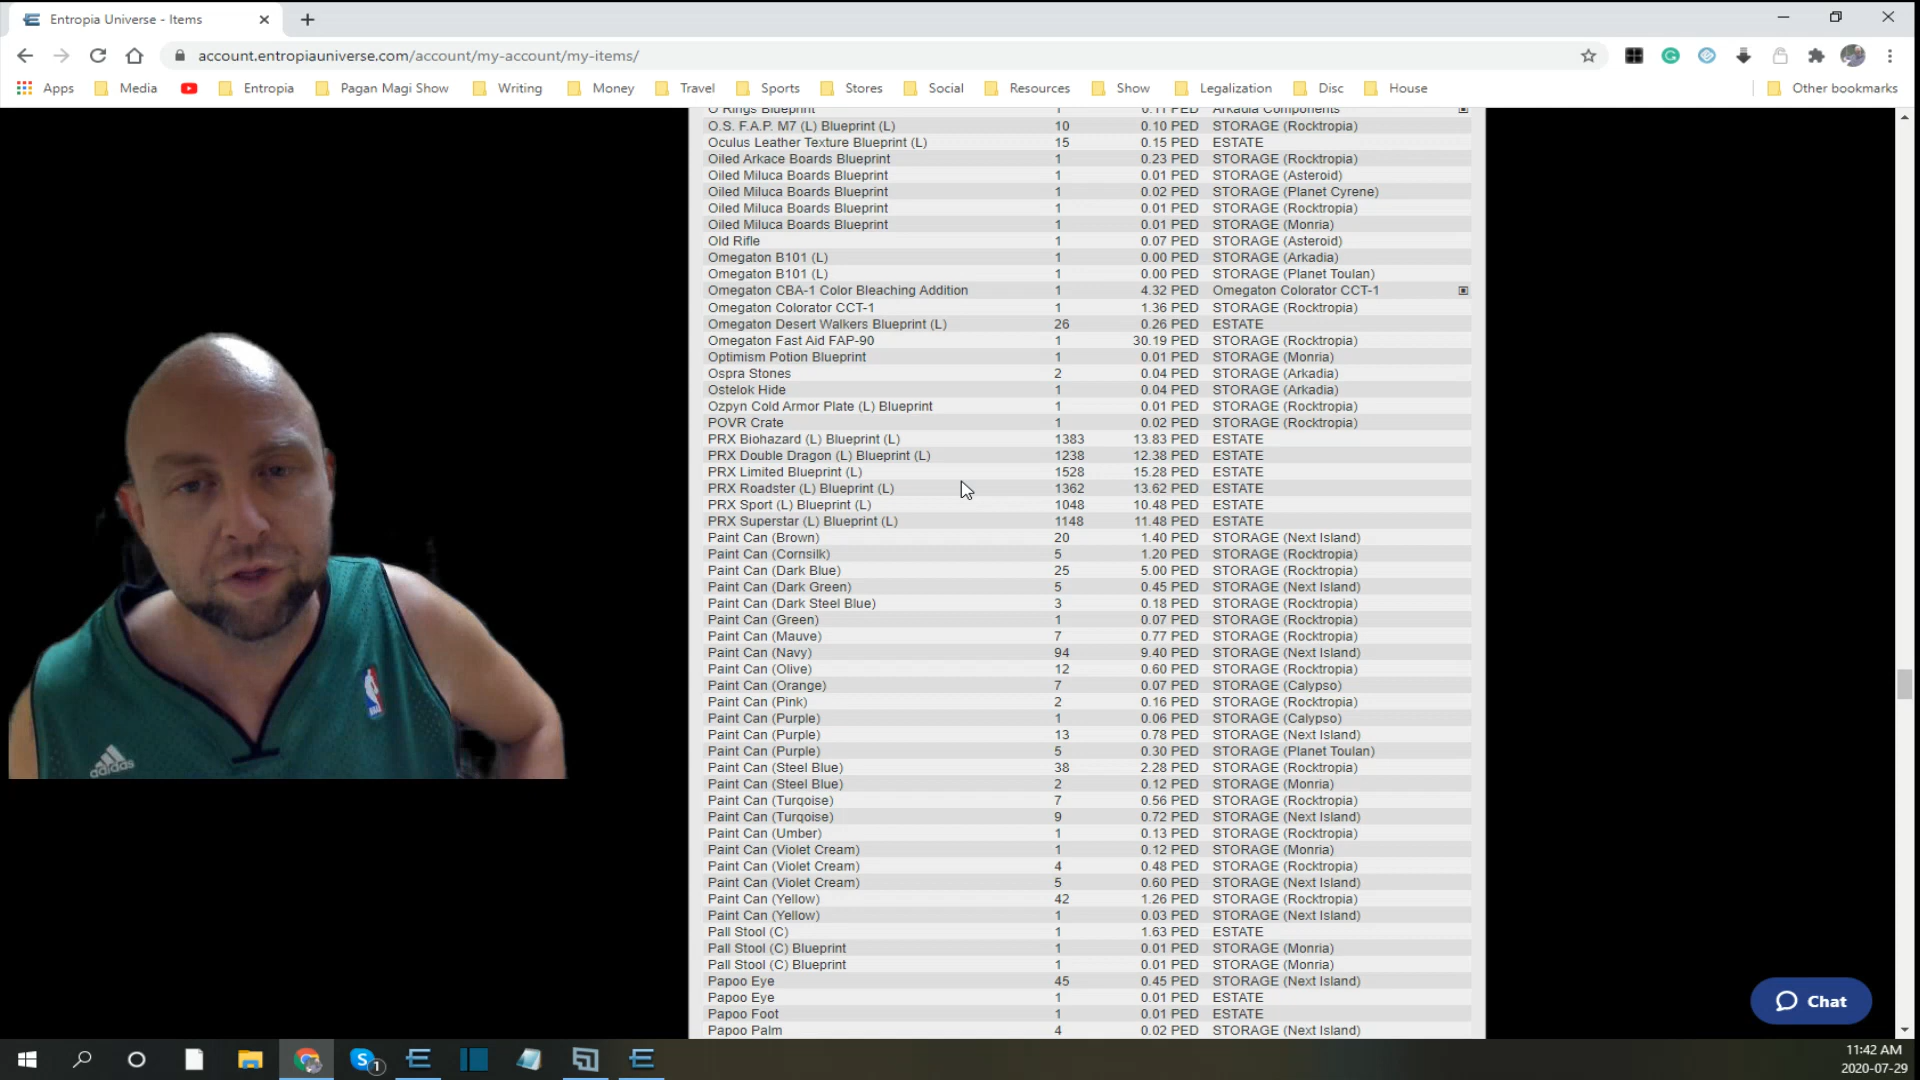 Entropia Universe - Items
account.entropiauniverse.com/account/my-account/my-items/
Apps Media Entropia Pagan Magi Show Writing Money Travel Sports Stores Social Resources Show Legalization Disc House Other bookmarks
O Rings Blueprint 1 0.11 PED Arkadia Components
O.S. F.A.P. M7 (L) Blueprint (L) 10 0.10 PED STORAGE (Rocktropia)
Oculus Leather Texture Blueprint (L) 15 0.15 PED ESTATE
Oiled Arkace Boards Blueprint 1 0.23 PED STORAGE (Rocktropia)
Oiled Miluca Boards Blueprint 1 0.01 PED STORAGE (Asteroid)
Oiled Miluca Boards Blueprint 1 0.02 PED STORAGE (Planet Cyrene)
Oiled Miluca Boards Blueprint 1 0.01 PED STORAGE (Rocktropia)
Oiled Miluca Boards Blueprint 1 0.01 PED STORAGE (Monria)
Old Rifle 1 0.07 PED STORAGE (Asteroid)
Omegaton B101 (L) 1 0.00 PED STORAGE (Arkadia)
Omegaton B101 (L) 1 0.00 PED STORAGE (Planet Toulan)
Omegaton CBA-1 Color Bleaching Addition 1 4.32 PED Omegaton Colorator CCT-1
Omegaton Colorator CCT-1 1 1.36 PED STORAGE (Rocktropia)
Omegaton Desert Walkers Blueprint (L) 26 0.26 PED ESTATE
Omegaton Fast Aid FAP-90 1 30.19 PED STORAGE (Rocktropia)
Optimism Potion Blueprint 1 0.01 PED STORAGE (Monria)
Ospra Stones 2 0.04 PED STORAGE (Arkadia)
Ostelok Hide 1 0.04 PED STORAGE (Arkadia)
Ozpyn Cold Armor Plate (L) Blueprint 1 0.01 PED STORAGE (Rocktropia)
POVR Crate 1 0.02 PED STORAGE (Rocktropia)
PRX Biohazard (L) Blueprint (L) 1383 13.83 PED ESTATE
PRX Double Dragon (L) Blueprint (L) 1238 12.38 PED ESTATE
PRX Limited Blueprint (L) 1528 15.28 PED ESTATE
PRX Roadster (L) Blueprint (L) 1362 13.62 PED ESTATE
PRX Sport (L) Blueprint (L) 1048 10.48 PED ESTATE
PRX Superstar (L) Blueprint (L) 1148 11.48 PED ESTATE
Paint Can (Brown) 20 1.40 PED STORAGE (Next Island)
Paint Can (Cornsilk) 5 1.20 PED STORAGE (Rocktropia)
Paint Can (Dark Blue) 25 5.00 PED STORAGE (Rocktropia)
Paint Can (Dark Green) 5 0.45 PED STORAGE (Next Island)
Paint Can (Dark Steel Blue) 3 0.18 PED STORAGE (Rocktropia)
Paint Can (Green) 1 0.07 PED STORAGE (Rocktropia)
Paint Can (Mauve) 7 0.77 PED STORAGE (Rocktropia)
Paint Can (Navy) 94 9.40 PED STORAGE (Next Island)
Paint Can (Olive) 12 0.60 PED STORAGE (Rocktropia)
Paint Can (Orange) 7 0.07 PED STORAGE (Calypso)
Paint Can (Pink) 2 0.16 PED STORAGE (Rocktropia)
Paint Can (Purple) 1 0.06 PED STORAGE (Calypso)
Paint Can (Purple) 13 0.78 PED STORAGE (Next Island)
Paint Can (Purple) 5 0.30 PED STORAGE (Planet Toulan)
Paint Can (Steel Blue) 38 2.28 PED STORAGE (Rocktropia)
Paint Can (Steel Blue) 2 0.12 PED STORAGE (Monria)
Paint Can (Turqoise) 7 0.56 PED STORAGE (Rocktropia)
Paint Can (Turqoise) 9 0.72 PED STORAGE (Next Island)
Paint Can (Umber) 1 0.13 PED STORAGE (Rocktropia)
Paint Can (Violet Cream) 1 0.12 PED STORAGE (Monria)
Paint Can (Violet Cream) 4 0.48 PED STORAGE (Rocktropia)
Paint Can (Violet Cream) 5 0.60 PED STORAGE (Next Island)
Paint Can (Yellow) 42 1.26 PED STORAGE (Rocktropia)
Paint Can (Yellow) 1 0.03 PED STORAGE (Next Island)
Pall Stool (C) 1 1.63 PED ESTATE
Pall Stool (C) Blueprint 1 0.01 PED STORAGE (Monria)
Pall Stool (C) Blueprint 1 0.01 PED STORAGE (Monria)
Papoo Eye 45 0.45 PED STORAGE (Next Island)
Papoo Eye 1 0.01 PED ESTATE
Papoo Foot 1 0.01 PED ESTATE
Papoo Palm 4 0.02 PED STORAGE (Next Island)
adidas
Chat
1
11:42 AM
2020-07-29